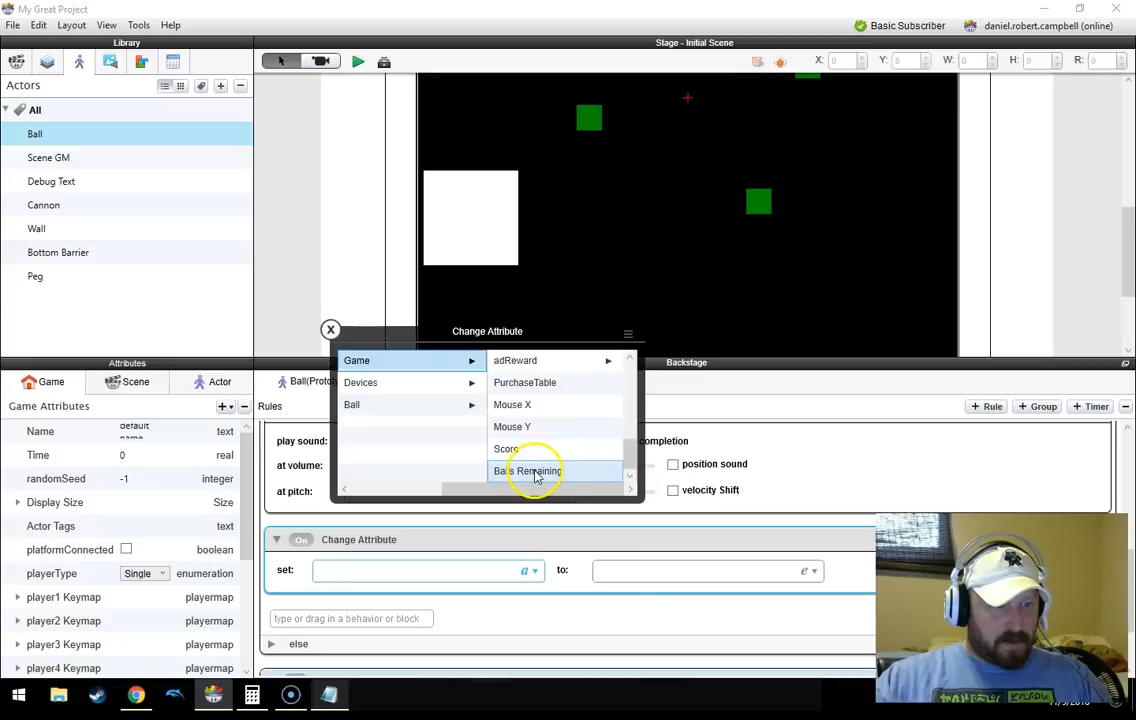 My Great Project
File Edit Layout View Tools Help
Basic Subscriber daniel.robert.campbell (online)
Library
Stage - Initial Scene
X: 0 Y: 0 W: 0 H: 0 R: 0
Actors
All
Ball
Scene GM
Debug Text
Cannon
Wall
Bottom Barrier
Peg
X
Change Attribute
Game
Devices
Ball
adReward
PurchaseTable
Mouse X
Mouse Y
Score
Balls Remaining
Attributes
Backstage
Game Scene Actor
Game Attributes
Name default text
Time 0 real
randomSeed -1 integer
Display Size Size
Actor Tags text
platformConnected boolean
playerType Single enumeration
player1 Keymap playermap
player2 Keymap playermap
player3 Keymap playermap
player4 Keymap playermap
Rules
+ Rule + Group + Timer
play sound:
at volume: position sound
at pitch: velocity Shift
On Change Attribute
set: a to: e
type or drag in a behavior or block
else